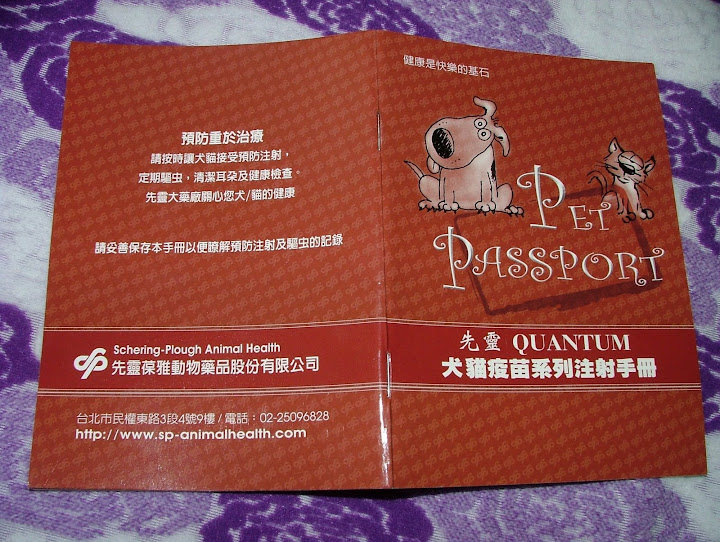 預防重於治療
請按時讓犬貓接受預防注射，
定期驅虫，清潔耳朵及健康檢查。
先靈大藥廠關心您犬/貓的健康
請妥善保存本手冊以便瞭解預防注射及驅虫的記錄
Schering-Plough Animal Health
先靈葆雅動物藥品股份有限公司
台北市民權東路3段4號9樓 / 電話：02-25096828
http://www.sp-animalhealth.com
健康是快樂的基石
PET
PASSPORT
先靈 QUANTUM
犬貓疫苗系列注射手冊